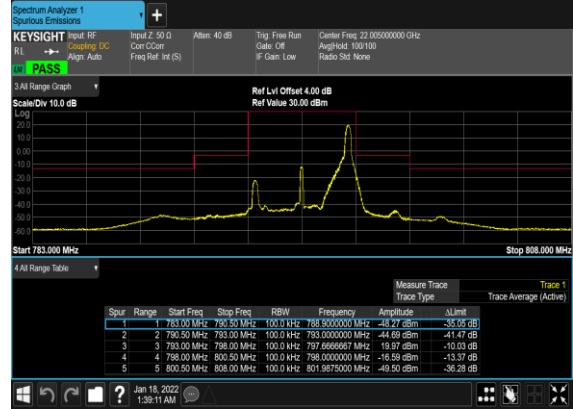 Spectrum Analyzer 1
Spurious Emissions
KEYSIGHT Input: RF Input Z: 50 Ω Atten: 40 dB Trig: Free Run Center Freq: 22.005000000 GHz
RL Coupling: DC Corr CCorr Gate: Off Avg|Hold: 100/100
Align: Auto Freq Ref: Int (S) IF Gain: Low Radio Std: None
PASS
3 All Range Graph
Ref Lvl Offset 4.00 dB
Scale/Div 10.0 dB Ref Value 30.00 dBm
Log
20.0
10.0
0.00
-10.0
-20.0
-30.0
-40.0
-50.0
-60.0
Start 783.000 MHz Stop 808.000 MHz
4 All Range Table
Measure Trace Trace 1
Trace Type Trace Average (Active)
Spur Range Start Freq Stop Freq RBW Frequency Amplitude ΔLimit
1 1 783.00 MHz 790.50 MHz 100.0 kHz 788.9000000 MHz -48.27 dBm -35.05 dB
2 2 790.50 MHz 793.00 MHz 100.0 kHz 793.0000000 MHz -44.69 dBm -41.47 dB
3 3 793.00 MHz 798.00 MHz 100.0 kHz 797.6666667 MHz 19.97 dBm -10.03 dB
4 4 798.00 MHz 800.50 MHz 100.0 kHz 798.0000000 MHz -16.59 dBm -13.37 dB
5 5 800.50 MHz 808.00 MHz 100.0 kHz 801.9875000 MHz -49.50 dBm -36.28 dB
Jan 18, 2022
1:39:11 AM